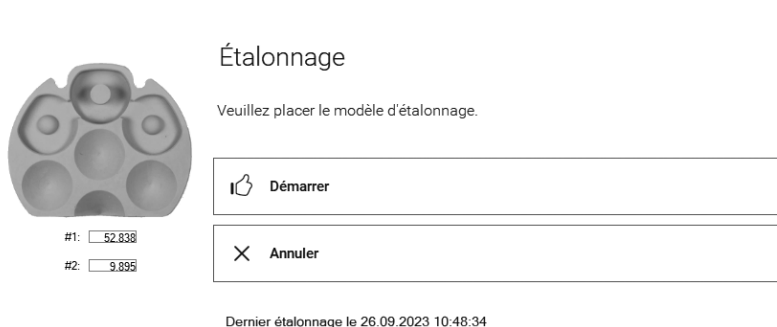 Étalonnage
Veuillez placer le modèle d'étalonnage.
Démarrer
#1: 52.838
Annuler
#2: 9.895
Dernier étalonnage le 26.09.2023 10:48:34